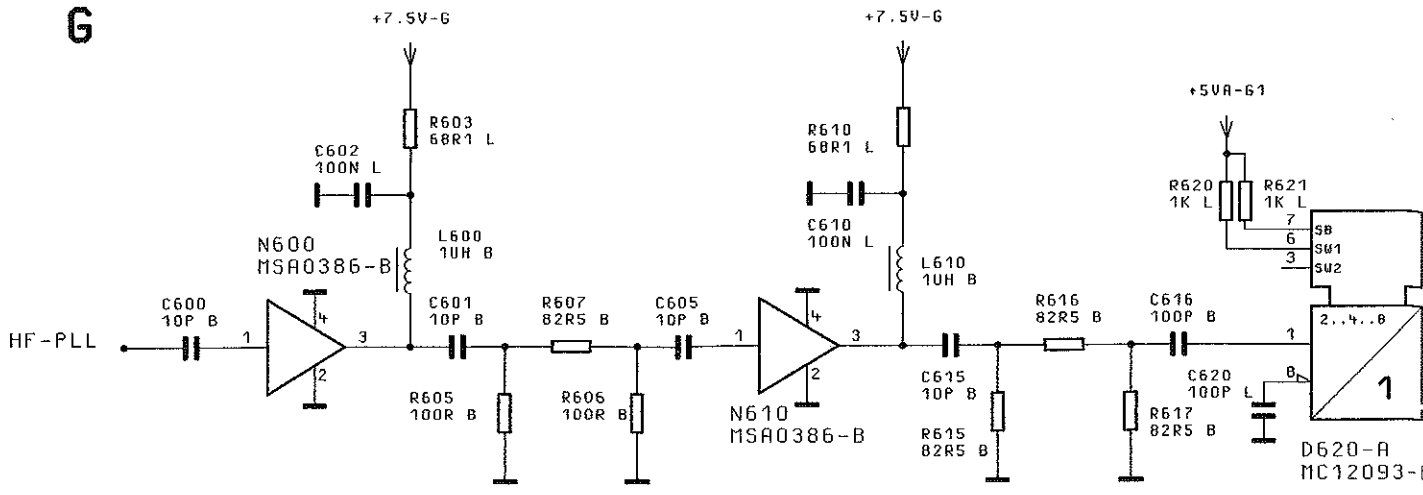 G
+7.5V-G
+7.5V-G
+5VA-G1
R603
68R1 L
R610
68R1 L
C602
100N L
R620
1K L
R621
1K L
7
SB
6
SW1
3
SW2
C610
100N L
N600
MSA0386-B
L600
1UH B
L610
1UH B
C600
10P B
C601
10P B
R607
82R5 B
C605
10P B
R616
82R5 B
C616
100P B
2..4..8
HF-PLL
1
4
3
2
1
4
3
2
1
8
1
C620
100P L
R605
100R B
R606
100R B
N610
MSA0386-B
C615
10P B
R615
82R5 B
R617
82R5 B
D620-A
MC12093-